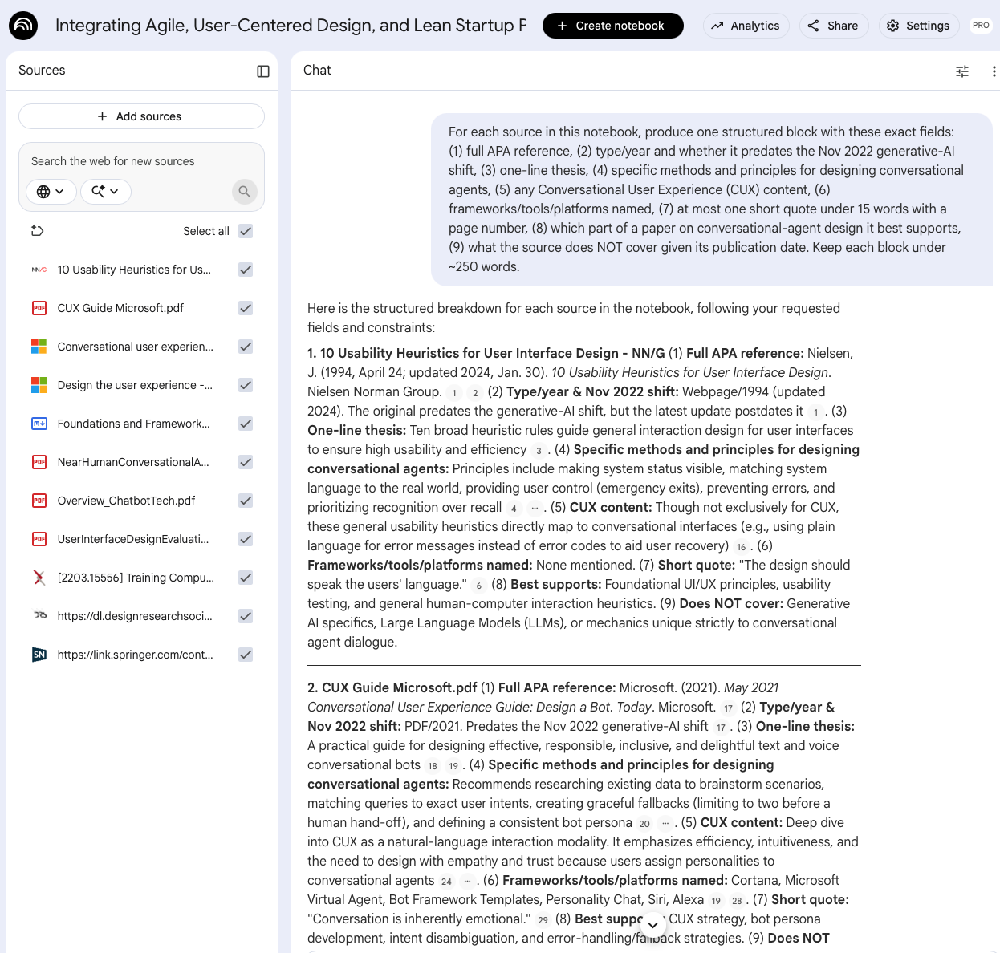 Integrating Agile, User-Centered Design, and Lean Startup P
+ Create notebook
Analytics
Share
Settings
PRO
Sources
+ Add sources
Search the web for new sources
Select all
NN/G 10 Usability Heuristics for Us...
PDF CUX Guide Microsoft.pdf
Conversational user experien...
Design the user experience -...
Foundations and Framework...
PDF NearHumanConversationalA...
PDF Overview_ChatbotTech.pdf
PDF UserInterfaceDesignEvaluati...
[2203.15556] Training Compu...
DRS https://dl.designresearchsoci...
SN https://link.springer.com/cont...
Chat
For each source in this notebook, produce one structured block with these exact fields:
(1) full APA reference, (2) type/year and whether it predates the Nov 2022 generative-AI
shift, (3) one-line thesis, (4) specific methods and principles for designing conversational
agents, (5) any Conversational User Experience (CUX) content, (6)
frameworks/tools/platforms named, (7) at most one short quote under 15 words with a
page number, (8) which part of a paper on conversational-agent design it best supports,
(9) what the source does NOT cover given its publication date. Keep each block under
~250 words.
Here is the structured breakdown for each source in the notebook, following your requested
fields and constraints:
1. 10 Usability Heuristics for User Interface Design - NN/G (1) Full APA reference: Nielsen,
J. (1994, April 24; updated 2024, Jan. 30). 10 Usability Heuristics for User Interface Design.
Nielsen Norman Group. 1 2 (2) Type/year & Nov 2022 shift: Webpage/1994 (updated
2024). The original predates the generative-AI shift, but the latest update postdates it 1 . (3)
One-line thesis: Ten broad heuristic rules guide general interaction design for user interfaces
to ensure high usability and efficiency 3 . (4) Specific methods and principles for designing
conversational agents: Principles include making system status visible, matching system
language to the real world, providing user control (emergency exits), preventing errors, and
prioritizing recognition over recall 4 ... . (5) CUX content: Though not exclusively for CUX,
these general usability heuristics directly map to conversational interfaces (e.g., using plain
language for error messages instead of error codes to aid user recovery) 16 . (6)
Frameworks/tools/platforms named: None mentioned. (7) Short quote: "The design should
speak the users' language." 6 (8) Best supports: Foundational UI/UX principles, usability
testing, and general human-computer interaction heuristics. (9) Does NOT cover: Generative
AI specifics, Large Language Models (LLMs), or mechanics unique strictly to conversational
agent dialogue.
2. CUX Guide Microsoft.pdf (1) Full APA reference: Microsoft. (2021). May 2021
Conversational User Experience Guide: Design a Bot. Today. Microsoft. 17 (2) Type/year &
Nov 2022 shift: PDF/2021. Predates the Nov 2022 generative-AI shift 17 . (3) One-line thesis:
A practical guide for designing effective, responsible, inclusive, and delightful text and voice
conversational bots 18 19 . (4) Specific methods and principles for designing
conversational agents: Recommends researching existing data to brainstorm scenarios,
matching queries to exact user intents, creating graceful fallbacks (limiting to two before a
human hand-off), and defining a consistent bot persona 20 ... . (5) CUX content: Deep dive
into CUX as a natural-language interaction modality. It emphasizes efficiency, intuitiveness, and
the need to design with empathy and trust because users assign personalities to
conversational agents 24 ... . (6) Frameworks/tools/platforms named: Cortana, Microsoft
Virtual Agent, Bot Framework Templates, Personality Chat, Siri, Alexa 19 28 . (7) Short quote:
"Conversation is inherently emotional." 29 (8) Best suppo CUX strategy, bot persona
development, intent disambiguation, and error-handling/fallback strategies. (9) Does NOT